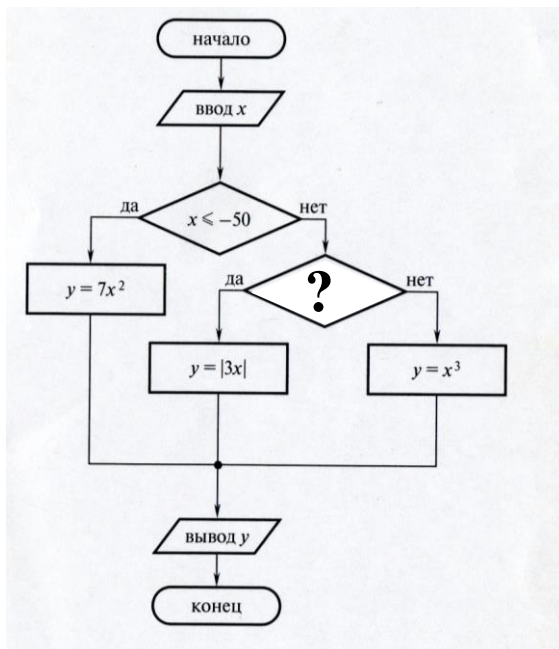 начало
ввод x
да
x ⩽ −50
нет
y = 7x²
да
?
нет
y = |3x|
y = x³
вывод y
конец